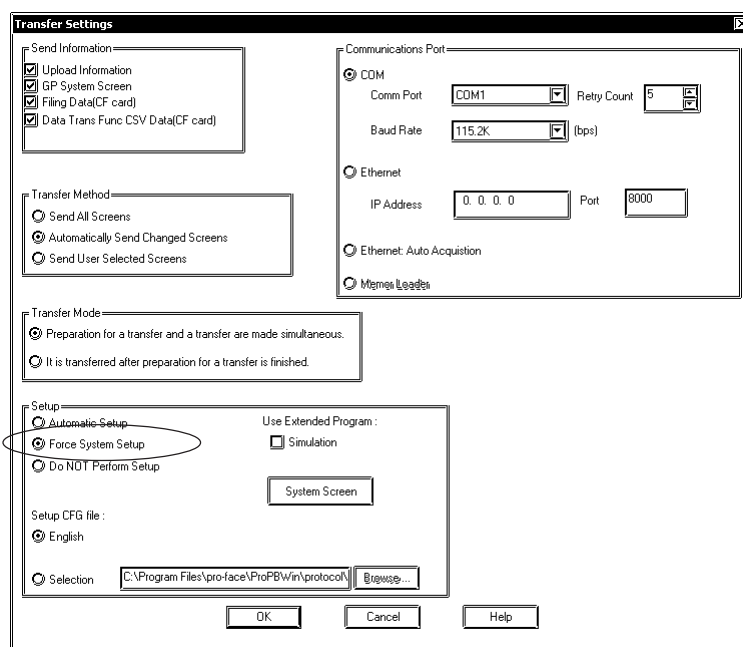 Transfer Settings
Send Information
Upload Information
GP System Screen
Filing Data(CF card)
Data Trans Func CSV Data(CF card)
Communications Port
COM
Comm Port
COM1
Retry Count
5
Baud Rate
115.2K
(bps)
Ethernet
IP Address
0. 0. 0. 0
Port
8000
Ethernet: Auto Acquistion
Memor Loader
Transfer Method
Send All Screens
Automatically Send Changed Screens
Send User Selected Screens
Transfer Mode
Preparation for a transfer and a transfer are made simultaneous.
It is transferred after preparation for a transfer is finished.
Setup
Automatic Setup
Force System Setup
Do NOT Perform Setup
Use Extended Program :
Simulation
System Screen
Setup CFG file :
English
Selection
C:\Program Files\pro-face\ProPBWin\protocol\
Browse...
OK
Cancel
Help